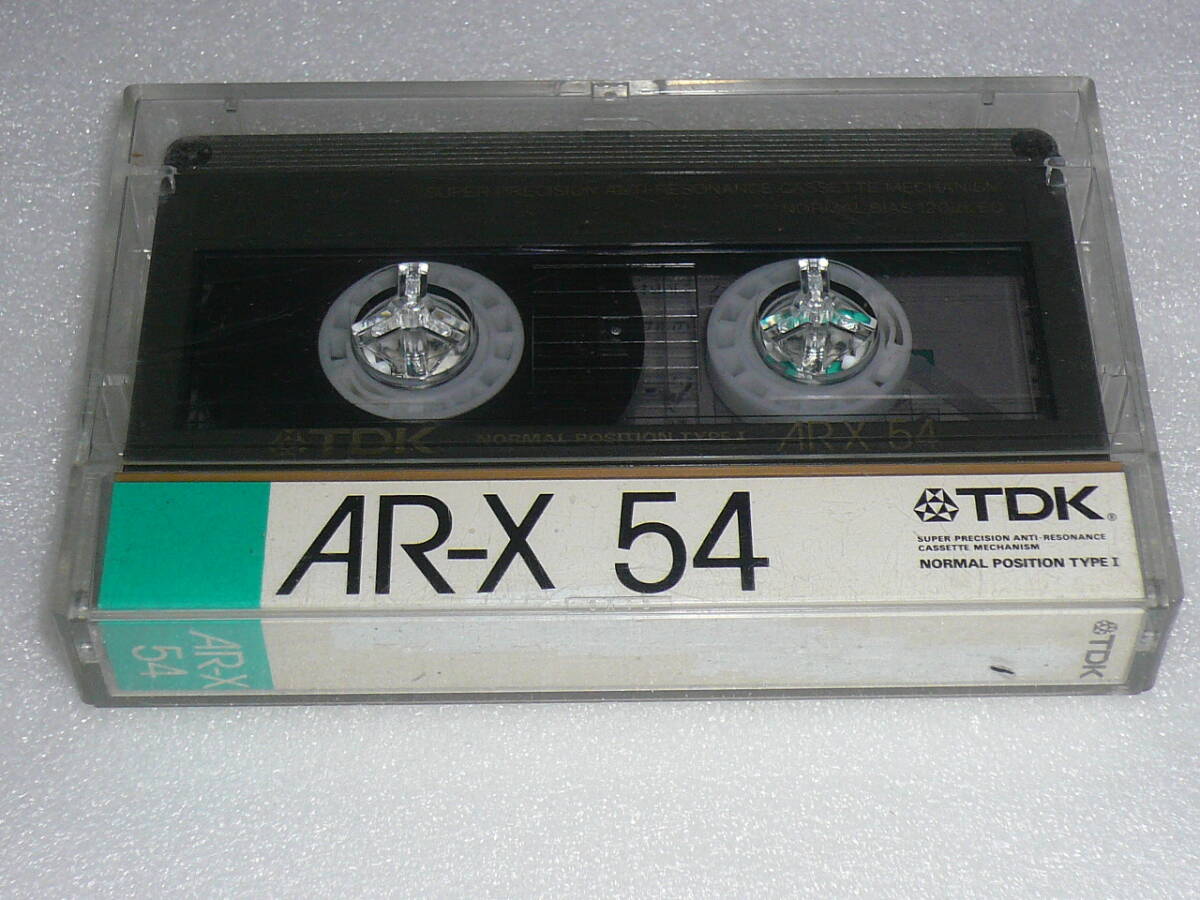 SUPER PRECISION ANTI-RESONANCE CASSETTE MECHANISM
NORMAL BIAS 120μs EQ
TDK NORMAL POSITION TYPE I AR-X 54
AR-X 54
TDK®
SUPER PRECISION ANTI-RESONANCE
CASSETTE MECHANISM
NORMAL POSITION TYPE I
AR-X
54
TDK